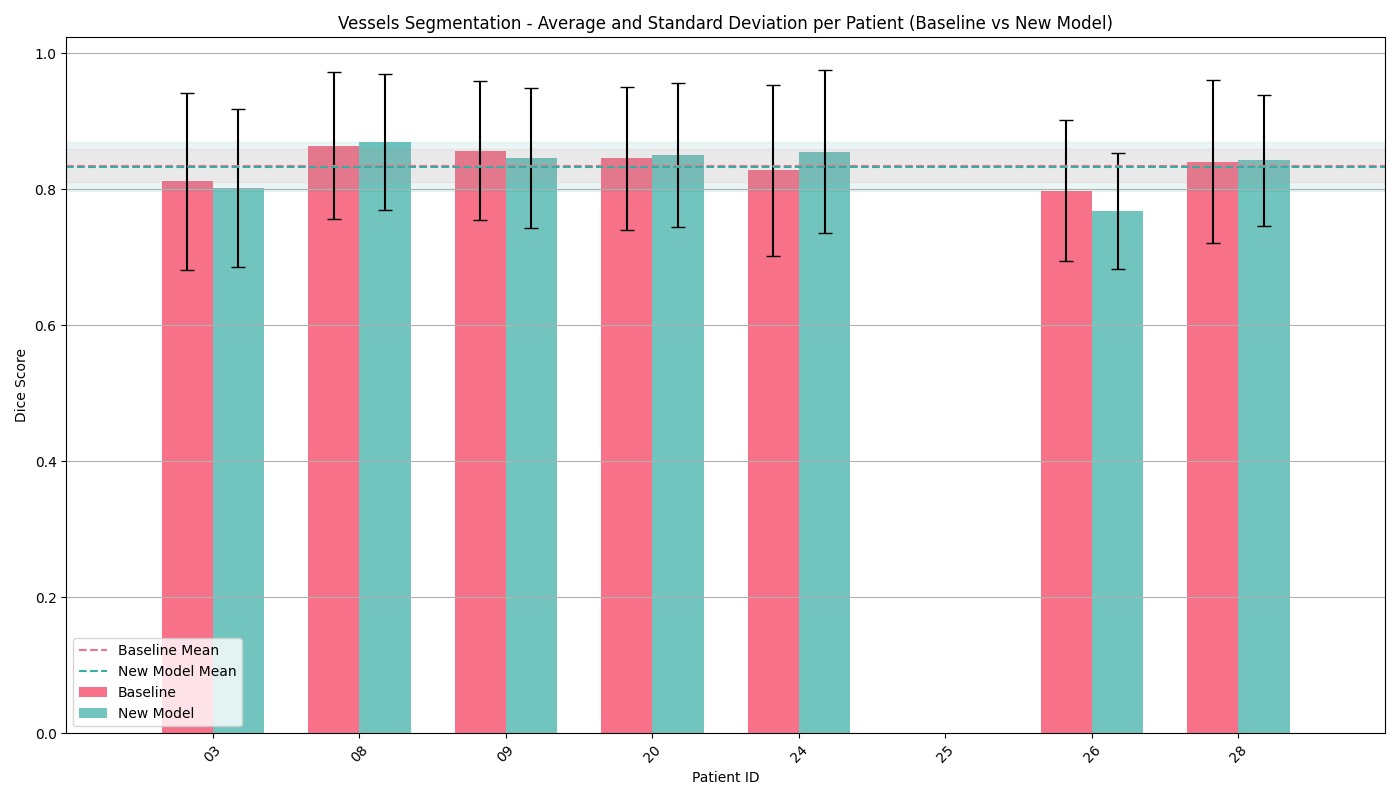 Vessels Segmentation - Average and Standard Deviation per Patient (Baseline vs New Model)
1.0
0.8
0.6
0.4
0.2
0.0
Dice Score
Baseline Mean
New Model Mean
Baseline
New Model
03
08
09
20
24
25
26
28
Patient ID